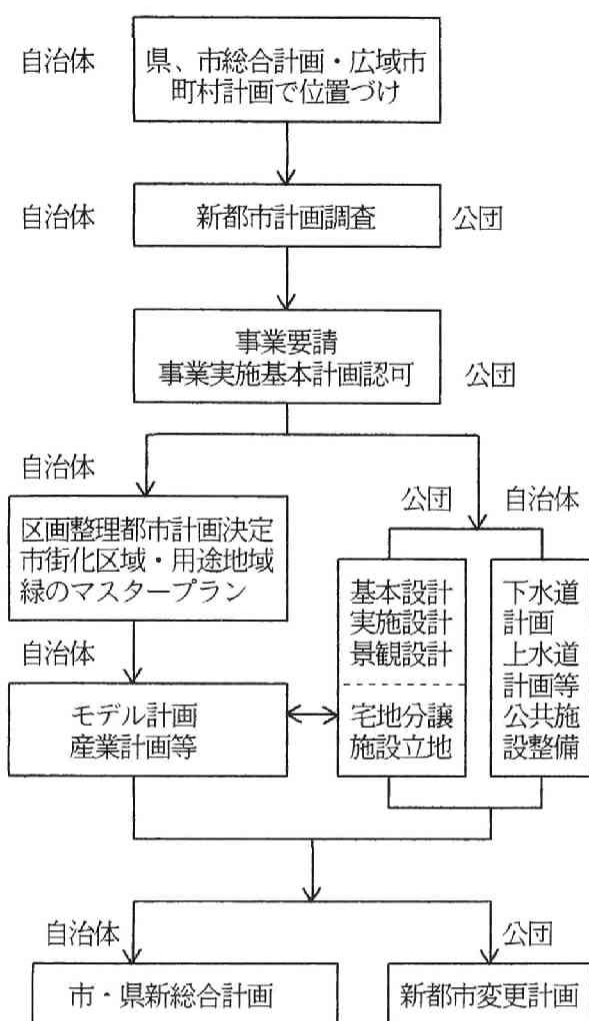 自治体
県、市総合計画・広域市
町村計画で位置づけ
自治体
新都市計画調査
公団
事業要請
事業実施基本計画認可
公団
自治体
区画整理都市計画決定
市街化区域・用途地域
緑のマスタープラン
公団
自治体
基本設計
実施設計
景観設計
宅地分譲
施設立地
下水道
計画
上水道
計画等
公共施
設整備
自治体
モデル計画
産業計画等
自治体
市・県新総合計画
公団
新都市変更計画